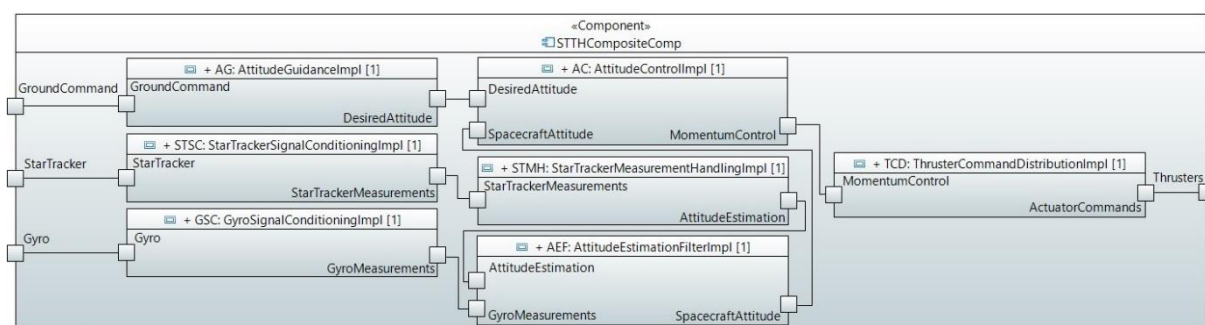 «Component»
STTHCompositeComp
GroundCommand
+ AG: AttitudeGuidanceImpl [1]
GroundCommand
DesiredAttitude
+ AC: AttitudeControlImpl [1]
DesiredAttitude
SpacecraftAttitude
MomentumControl
StarTracker
+ STSC: StarTrackerSignalConditioningImpl [1]
StarTracker
StarTrackerMeasurements
+ STMH: StarTrackerMeasurementHandlingImpl [1]
StarTrackerMeasurements
AttitudeEstimation
+ TCD: ThrusterCommandDistributionImpl [1]
MomentumControl
ActuatorCommands
Thrusters
Gyro
+ GSC: GyroSignalConditioningImpl [1]
Gyro
GyroMeasurements
+ AEF: AttitudeEstimationFilterImpl [1]
AttitudeEstimation
GyroMeasurements
SpacecraftAttitude